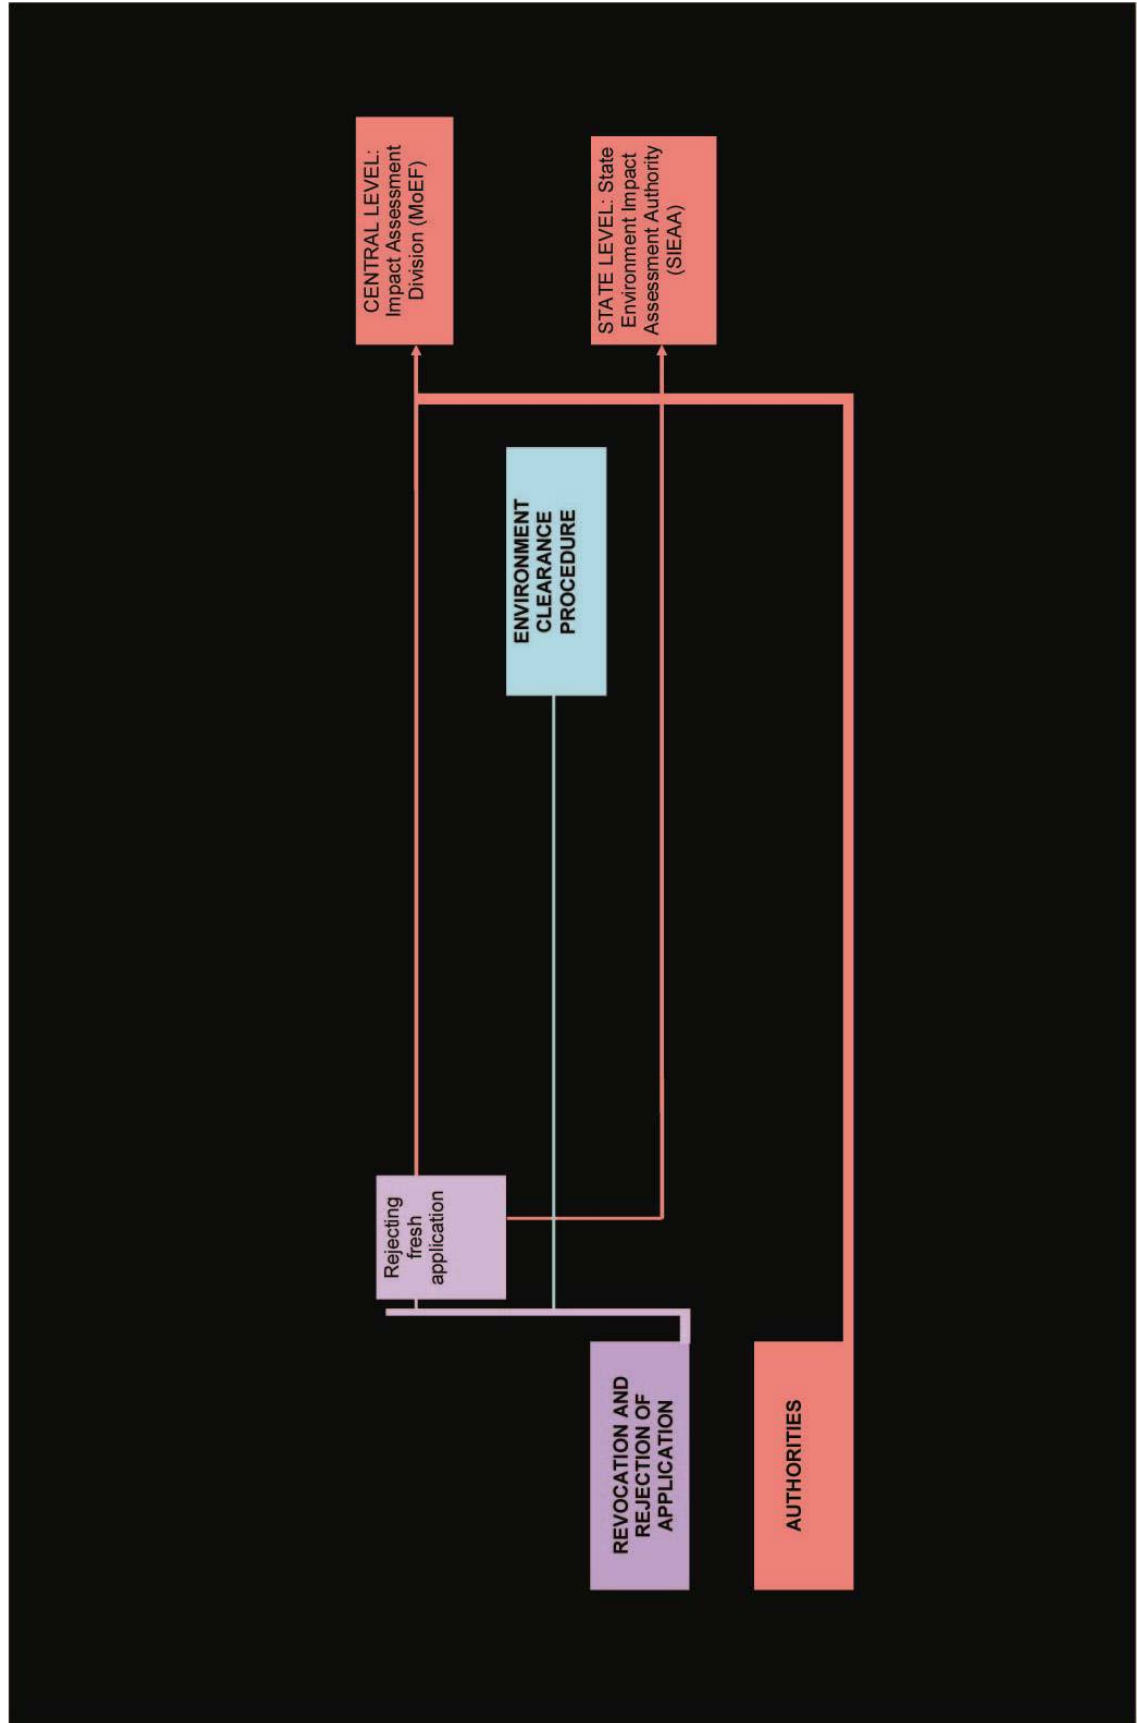 CENTRAL LEVEL:
Impact Assessment
Division (MoEF)
STATE LEVEL: State
Environment Impact
Assessment Authority
(SIEAA)
ENVIRONMENT
CLEARANCE
PROCEDURE
Rejecting
fresh
application
REVOCATION AND
REJECTION OF
APPLICATION
AUTHORITIES